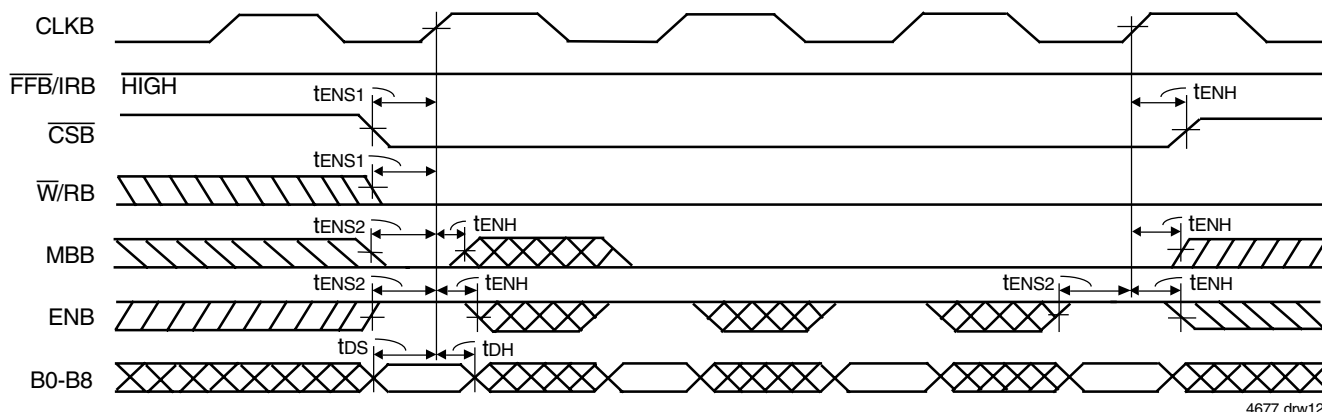 CLKB
FFB/IRB HIGH
tENS1 tENH
CSB
tENS1
W/RB
tENS2 tENH tENH
MBB
tENS2 tENH tENS2 tENH
ENB
tDS tDH
B0-B8
4677 drw12